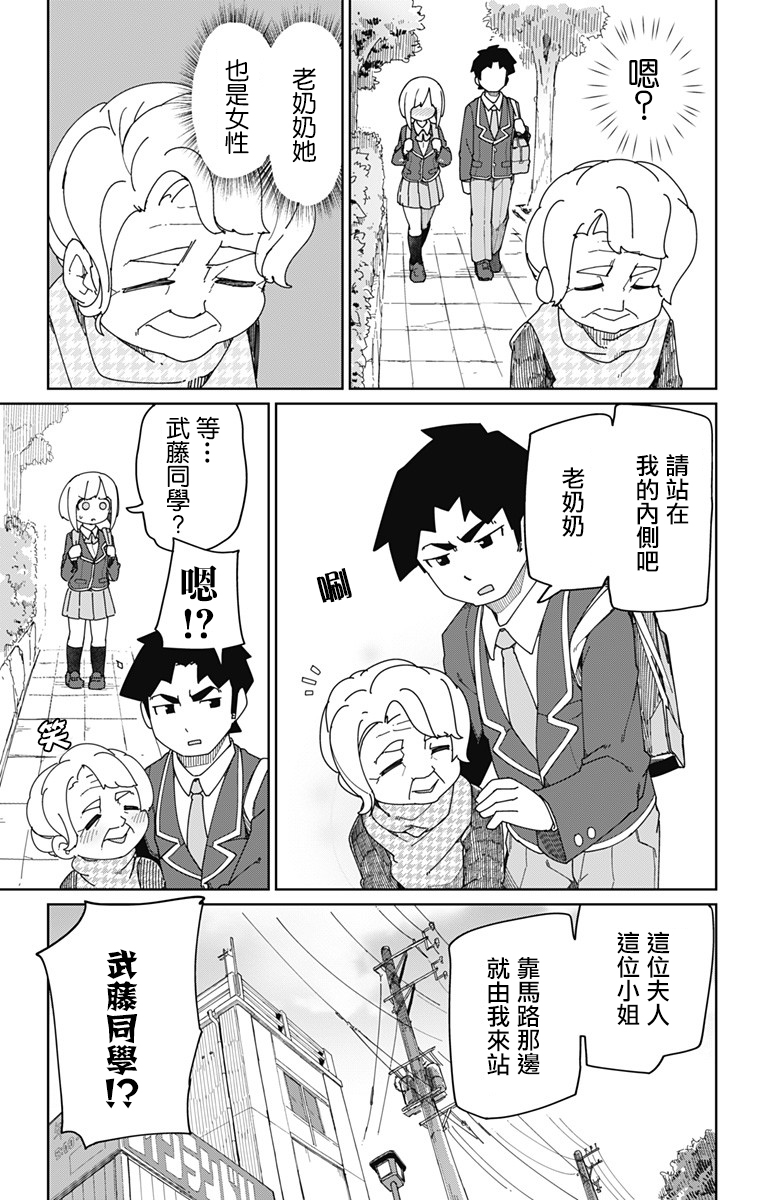 嗯?
老奶奶她
也是女性
請站在
我的內側吧
老奶奶
唰
等…
武藤同學?
嗯!?
笑
這位夫人
這位小姐
靠馬路那邊
就由我來站
武藤同學!?